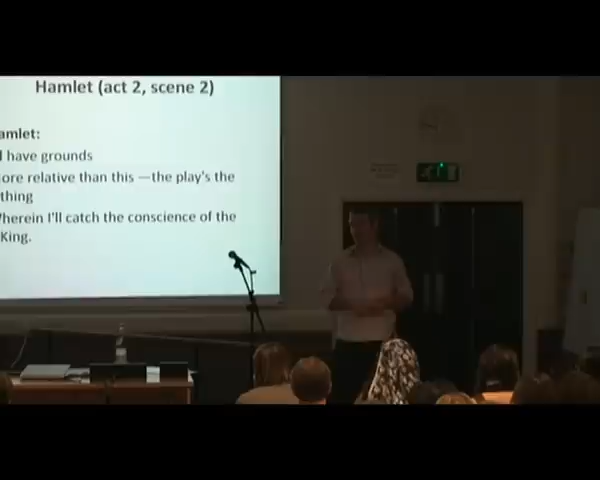 Hamlet (act 2, scene 2)
amlet:
I have grounds
ore relative than this —the play's the
thing
herein I'll catch the conscience of the
King.